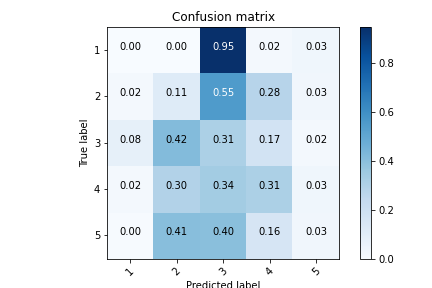 Confusion matrix
1 0.00 0.00 0.95 0.02 0.03
2 0.02 0.11 0.55 0.28 0.03
3 0.08 0.42 0.31 0.17 0.02
4 0.02 0.30 0.34 0.31 0.03
5 0.00 0.41 0.40 0.16 0.03
1 2 3 4 5
True label
Predicted label
0.8
0.6
0.4
0.2
0.0